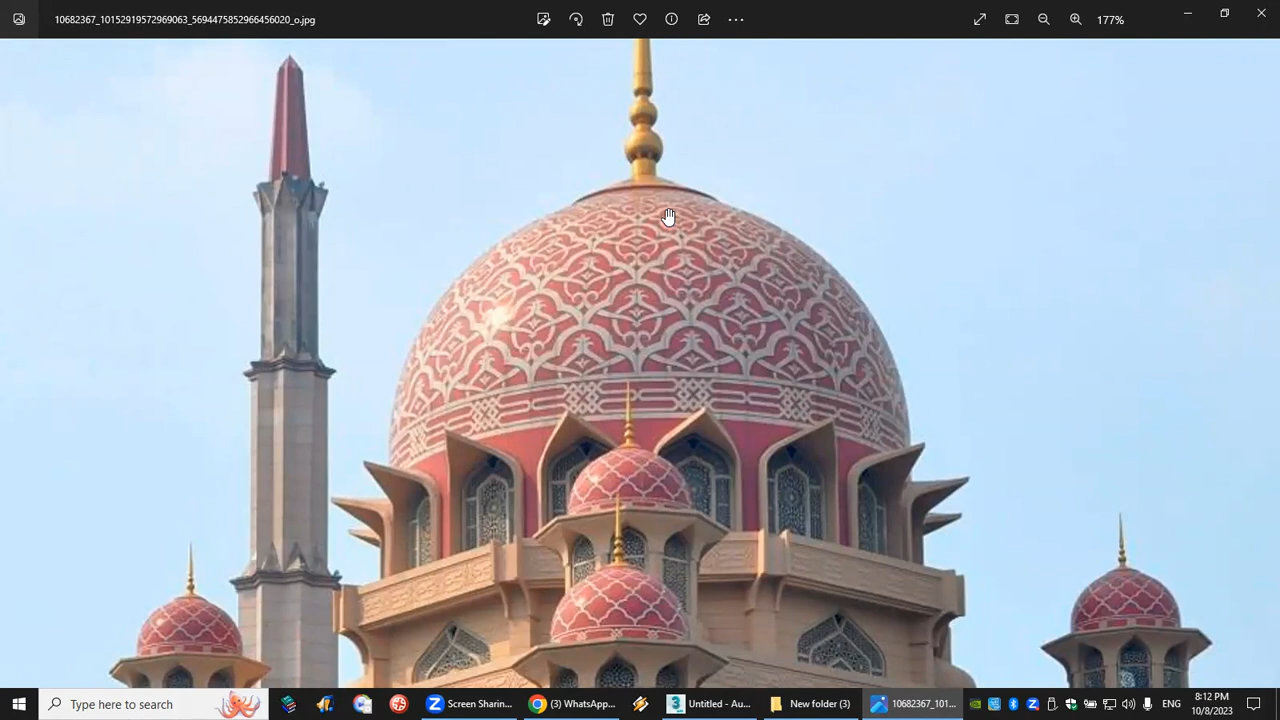 10682367_10152919572969063_5694475852966456020_o.jpg
177%
Type here to search
Screen Sharin...
(3) WhatsApp...
Untitled - Au...
New folder (3)
10682367_101...
ENG
8:12 PM
10/8/2023